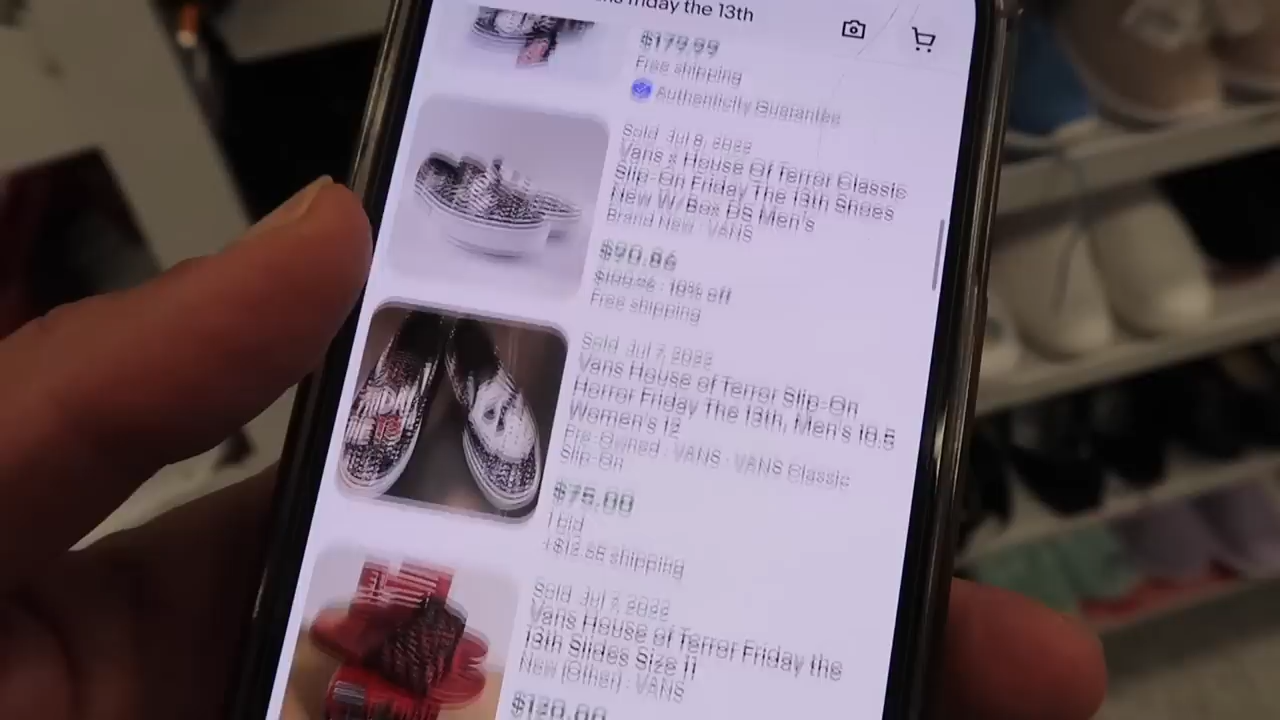 friday the 13th
$179.99
Free shipping
Authenticity Guarantee
Sold Jul 8, 2022
Vans x House Of Terror Classic
Slip-On Friday The 13th Shoes
New W/ Box DS Men's
Brand New · VANS
$90.86
10% off
Free shipping
Sold Jul 7, 2022
Vans House of Terror Slip-On
Horror Friday The 13th, Men's 10.5
Women's 12
Pre-Owned · VANS · VANS Classic
Slip-On
$75.00
1 bid
shipping
Sold Jul 7, 2022
Vans House of Terror Friday the
13th Slides Size 11
New (Other) · VANS
$130.00